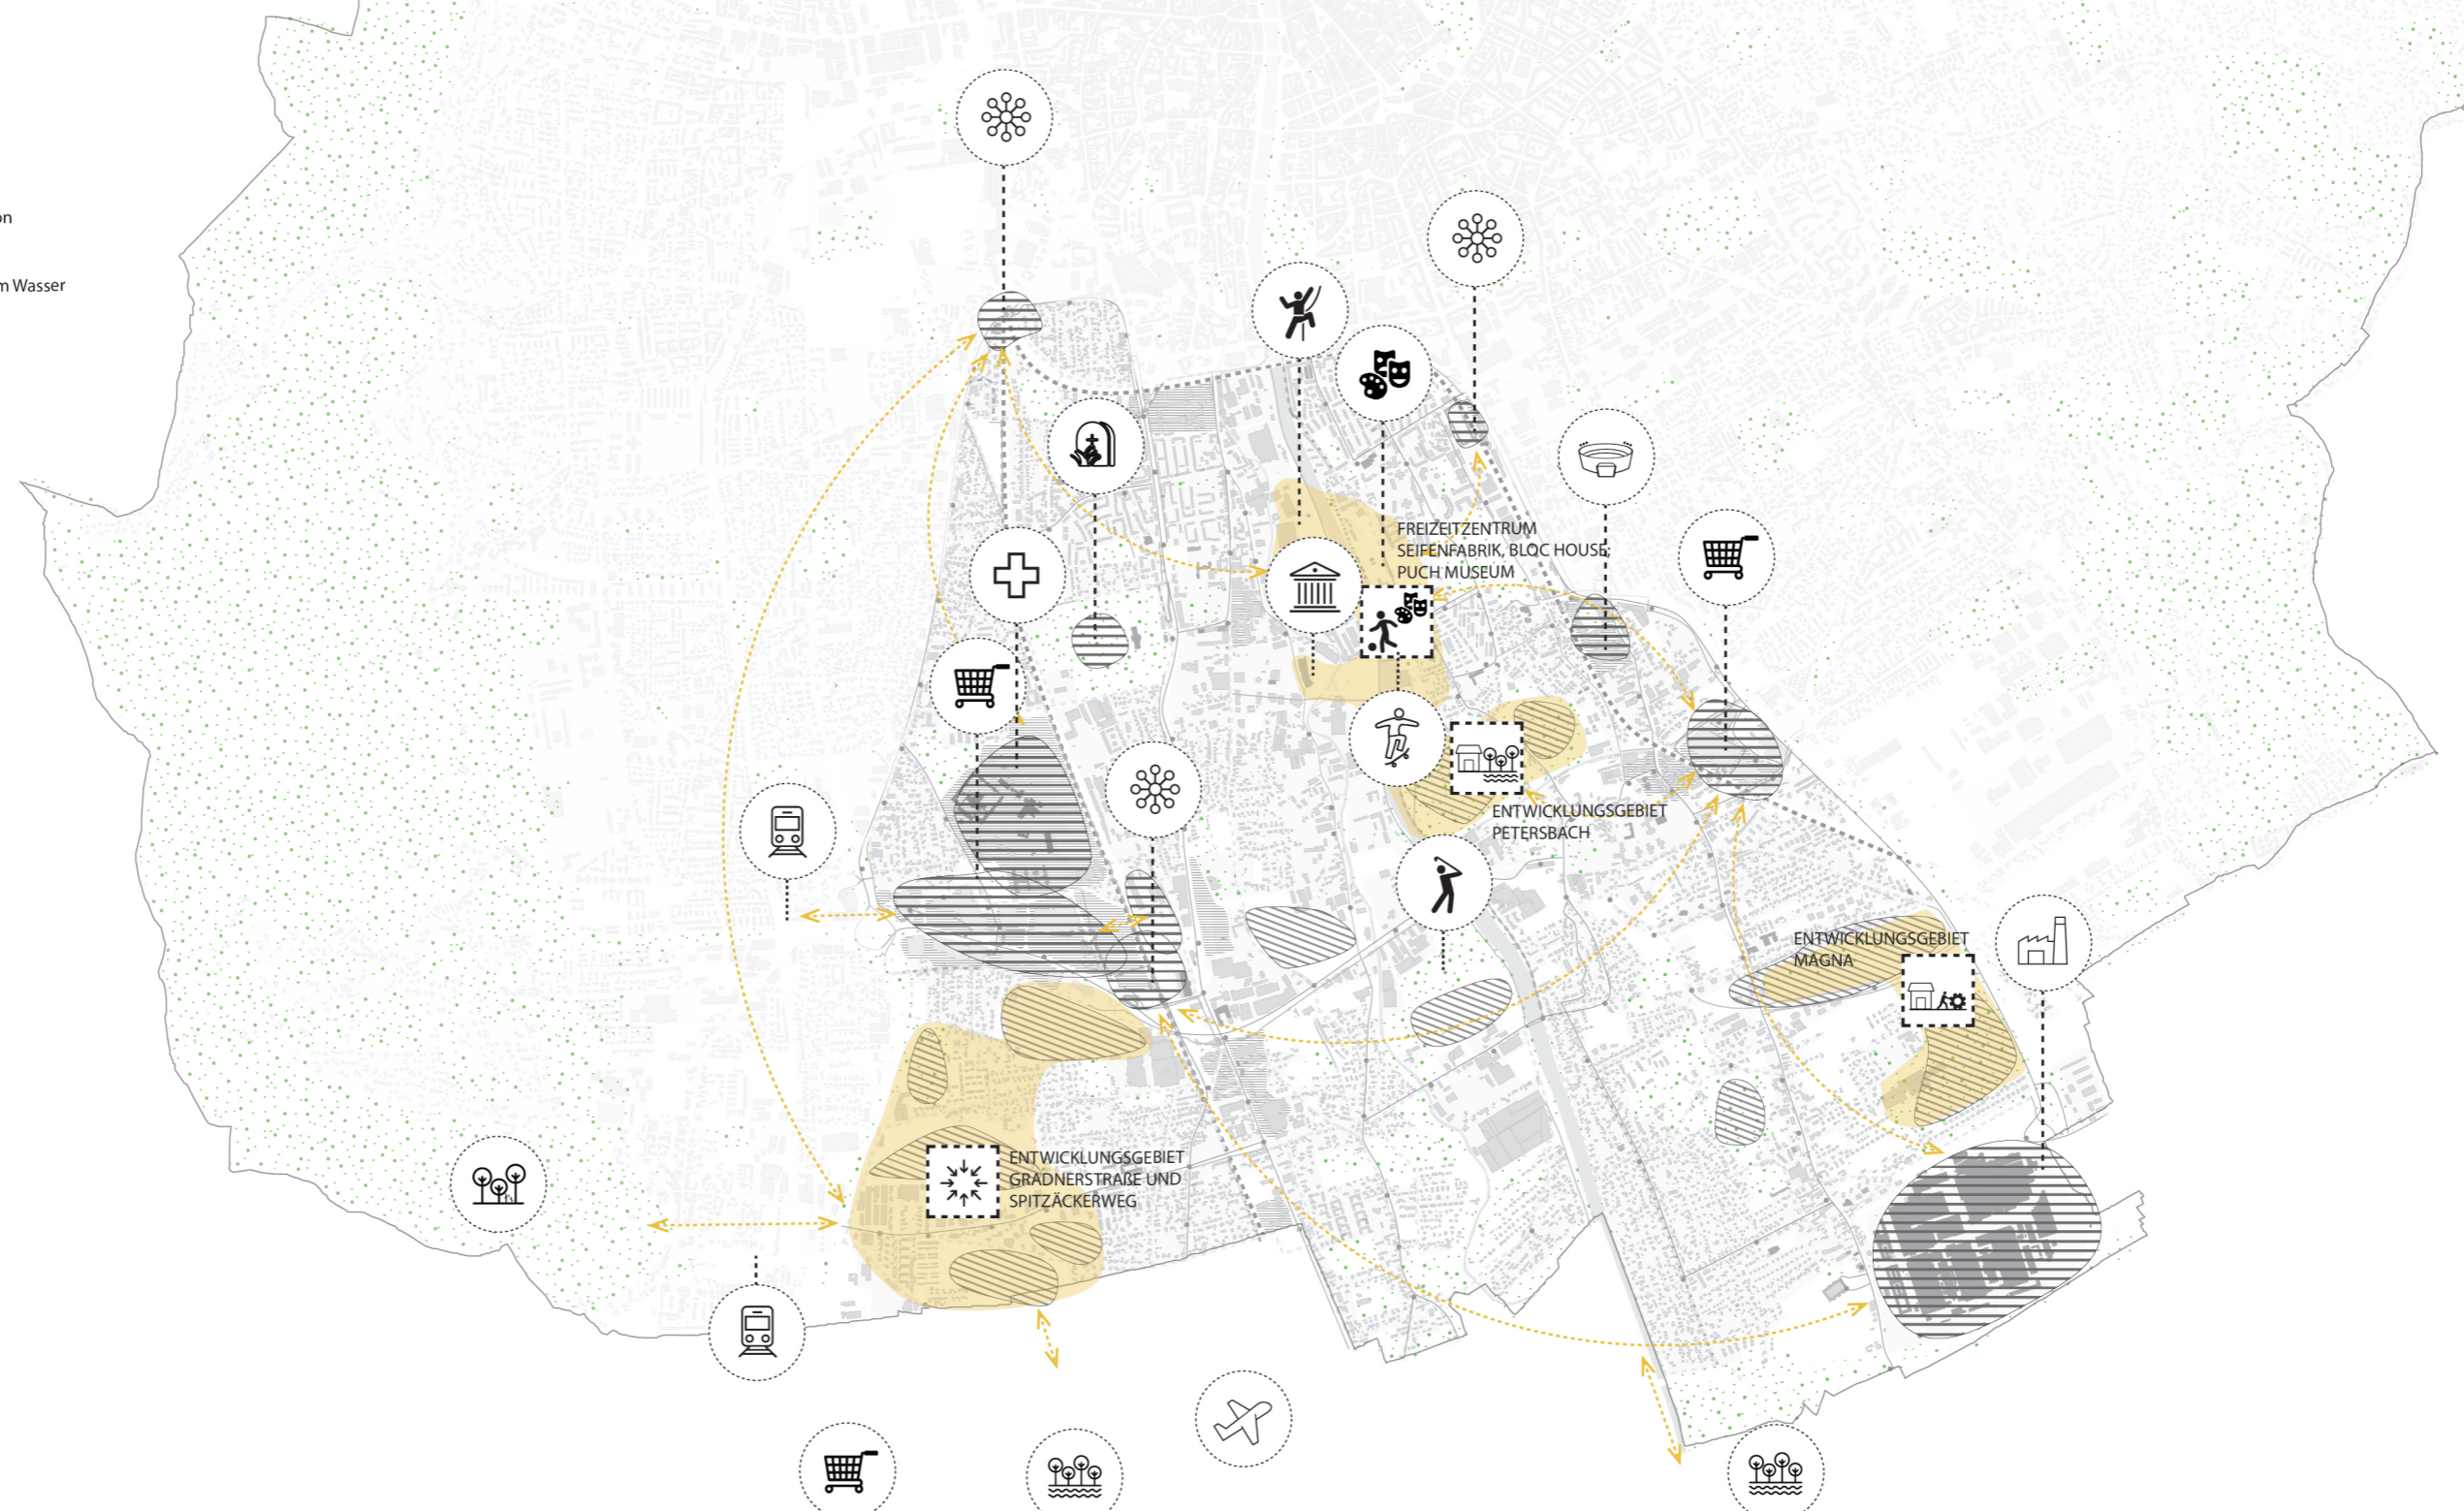 on
m Wasser
FREIZEITZENTRUM
SEIFENFABRIK, BLOC HOUSE,
PUCH MUSEUM
ENTWICKLUNGSGEBIET
PETERSBACH
ENTWICKLUNGSGEBIET
MAGNA
ENTWICKLUNGSGEBIET
GRADNERSTRAßE UND
SPITZÄCKERWEG